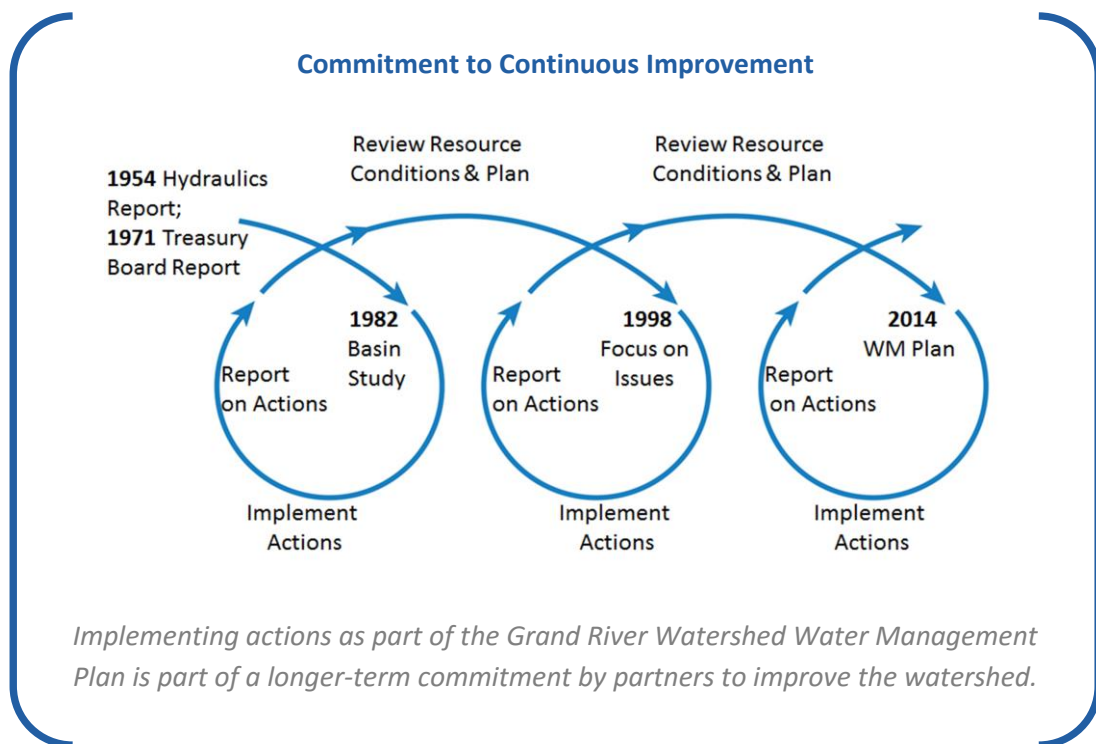 Commitment to Continuous Improvement
Review Resource
Conditions & Plan
Review Resource
Conditions & Plan
1954 Hydraulics
Report;
1971 Treasury
Board Report
1982
Basin
Study
Report
on Actions
Implement
Actions
1998
Focus on
Issues
Report
on Actions
Implement
Actions
2014
WM Plan
Report
on Actions
Implement
Actions
Implementing actions as part of the Grand River Watershed Water Management
Plan is part of a longer-term commitment by partners to improve the watershed.